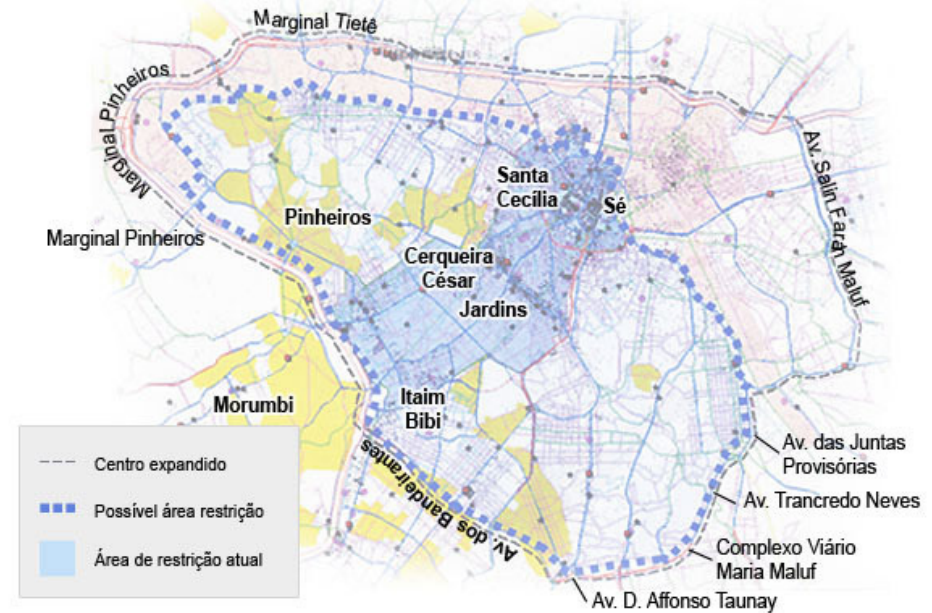 Marginal Tietê
Marginal Pinheiros
Av. Salin Farah Maluf
Santa
Cecília
Sé
Pinheiros
Marginal Pinheiros
Cerqueira
César
Jardins
Morumbi
Itaim
Bibi
Av. dos Bandeirantes
Av. das Juntas
Provisórias
Av. Trancredo Neves
Complexo Viário
Maria Maluf
Av. D. Affonso Taunay
Centro expandido
Possível área restrição
Área de restrição atual